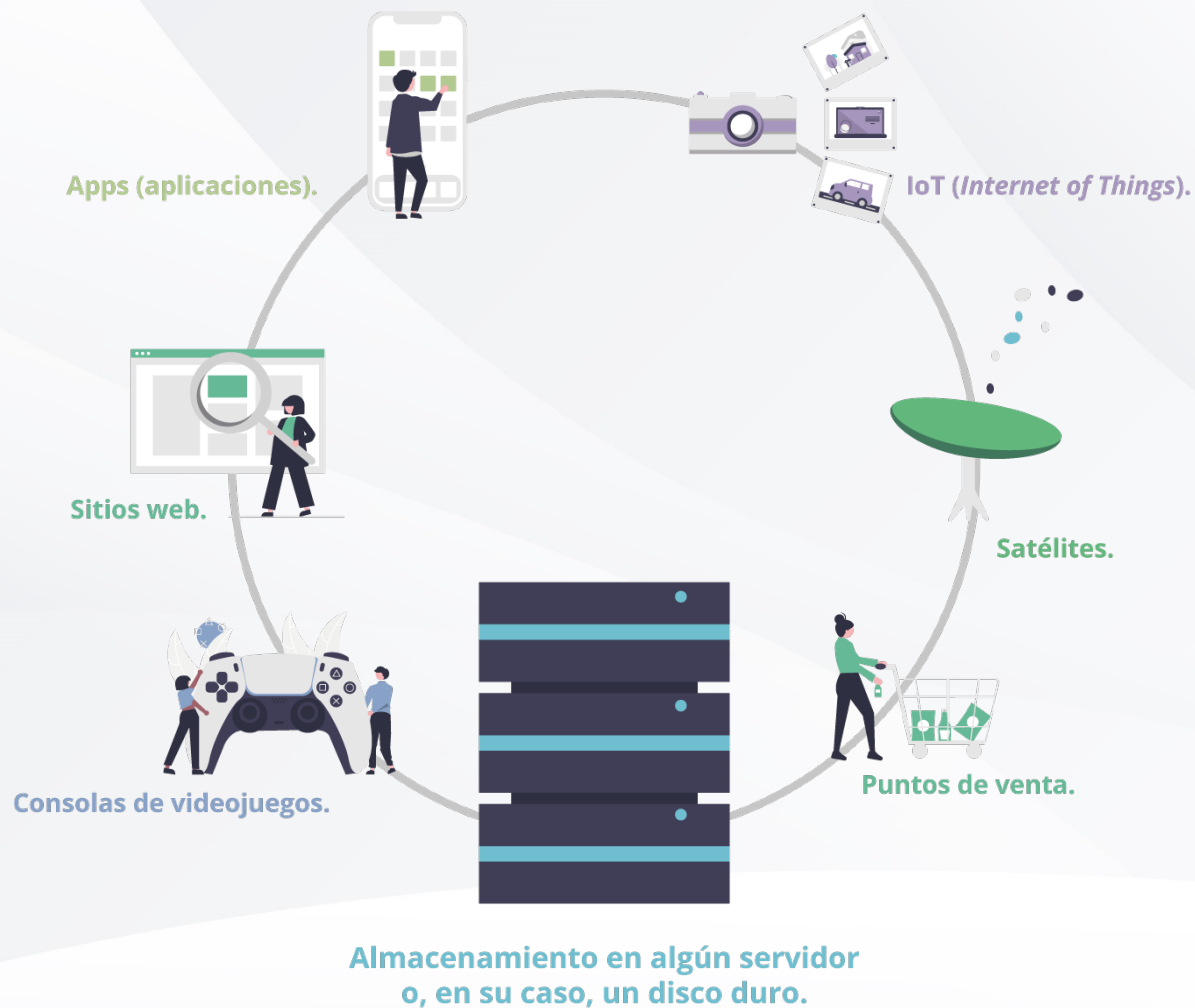 Apps (aplicaciones).
IoT (Internet of Things).
Sitios web.
Satélites.
Consolas de videojuegos.
Puntos de venta.
Almacenamiento en algún servidor
o, en su caso, un disco duro.